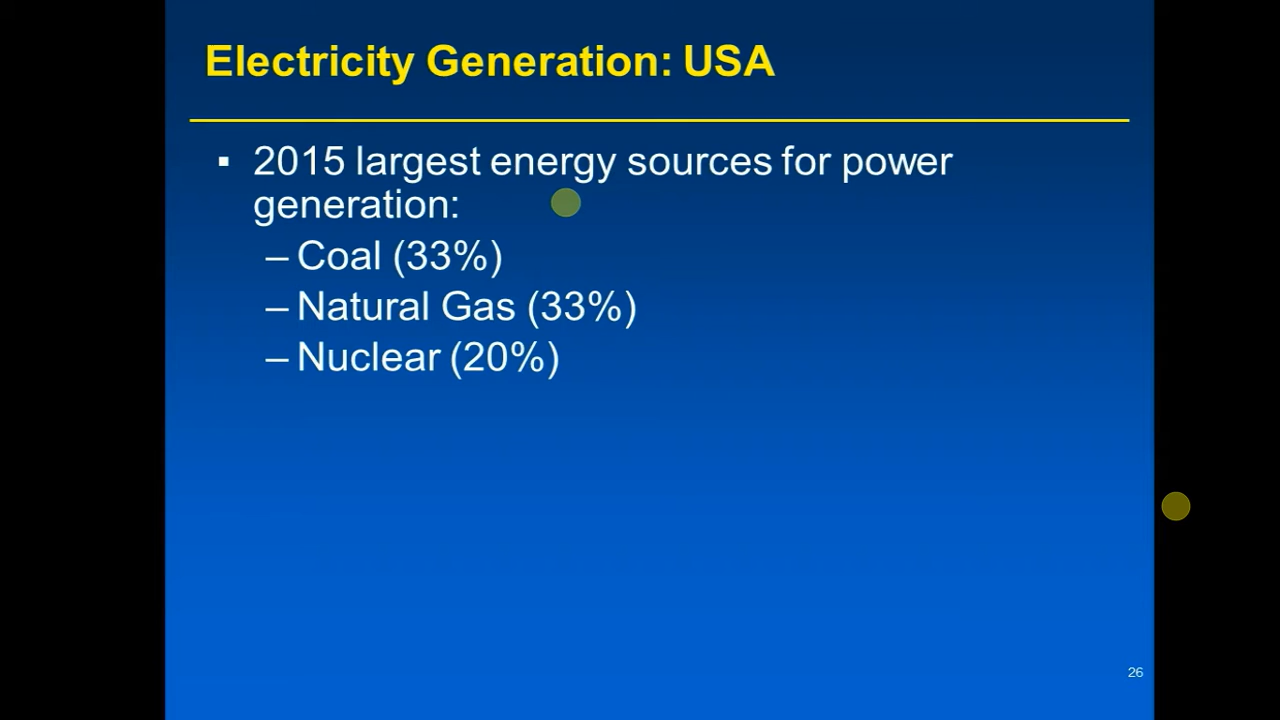 Electricity Generation: USA
▪ 2015 largest energy sources for power
generation:
– Coal (33%)
– Natural Gas (33%)
– Nuclear (20%)
26